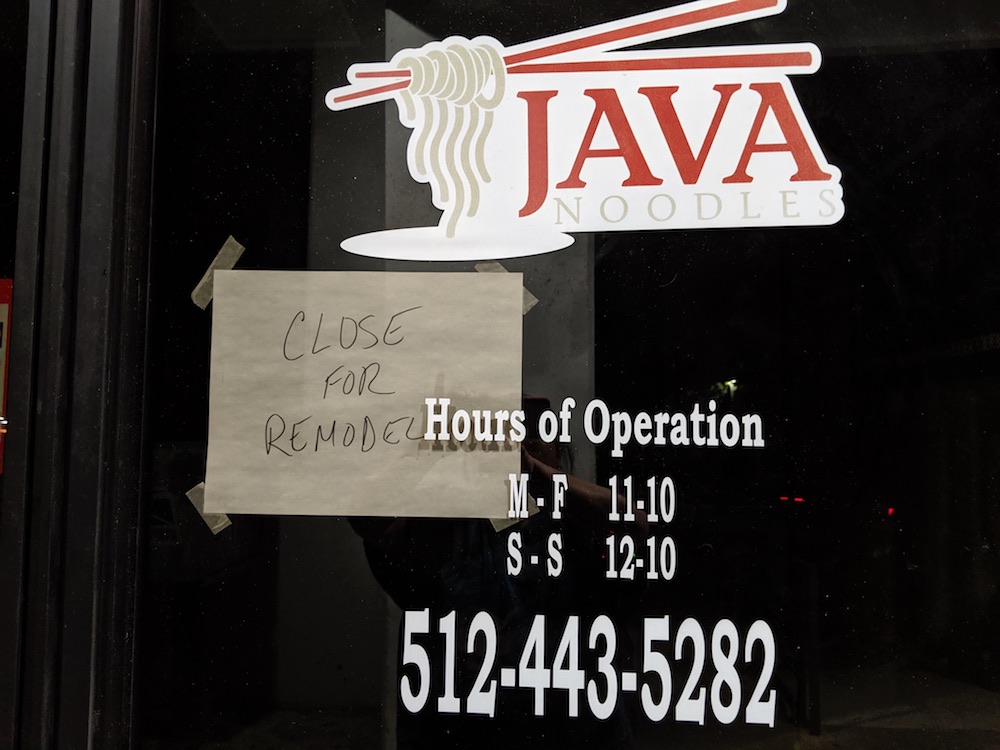 JAVA
NOODLES
CLOSE
FOR
REMODEL
Hours of Operation
M - F 11-10
S - S 12-10
512-443-5282